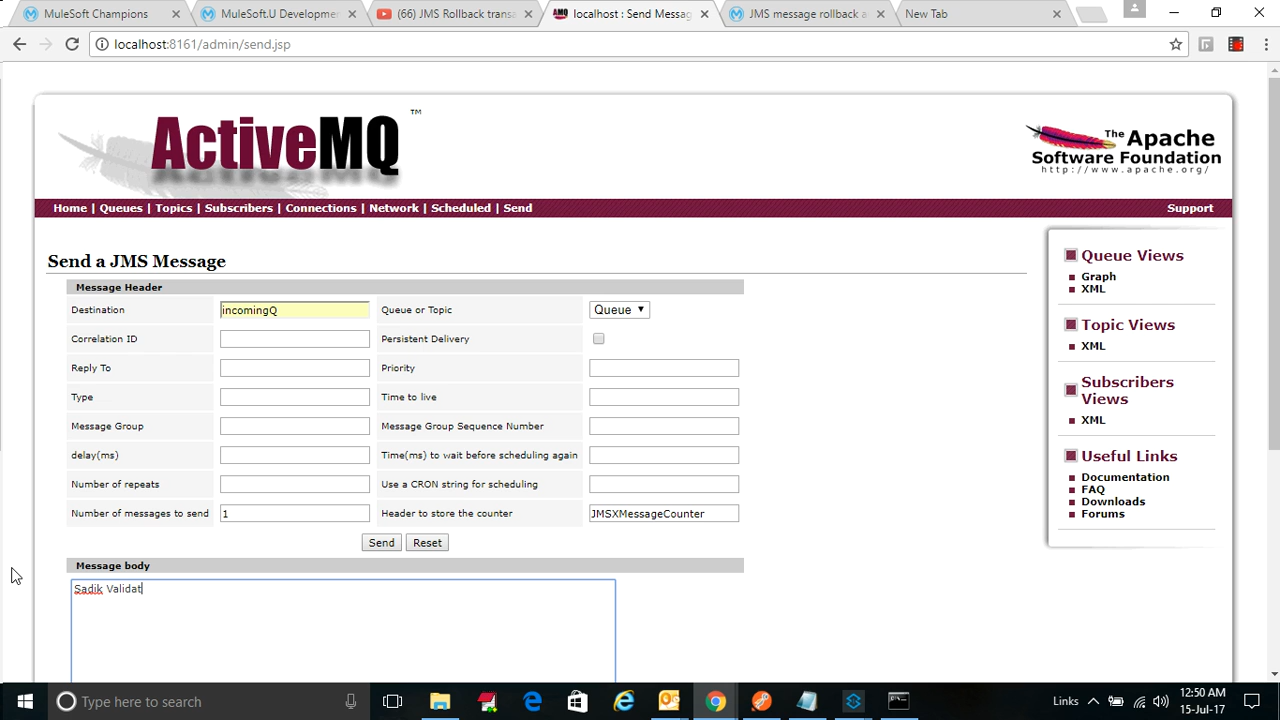 MuleSoft Champions
MuleSoft.U Developme
(66) JMS Rollback transa
localhost : Send Messag
JMS message rollback a
New Tab
localhost:8161/admin/send.jsp
ActiveMQ
TM
The Apache
Software Foundation
http://www.apache.org/
Home | Queues | Topics | Subscribers | Connections | Network | Scheduled | Send
Support
Send a JMS Message
Message Header
Destination incomingQ Queue or Topic Queue
Correlation ID Persistent Delivery
Reply To Priority
Type Time to live
Message Group Message Group Sequence Number
delay(ms) Time(ms) to wait before scheduling again
Number of repeats Use a CRON string for scheduling
Number of messages to send 1 Header to store the counter JMSXMessageCounter
Send Reset
Message body
Sadik Validat
Queue Views
Graph
XML
Topic Views
XML
Subscribers
Views
XML
Useful Links
Documentation
FAQ
Downloads
Forums
Type here to search
Links
12:50 AM
15-Jul-17